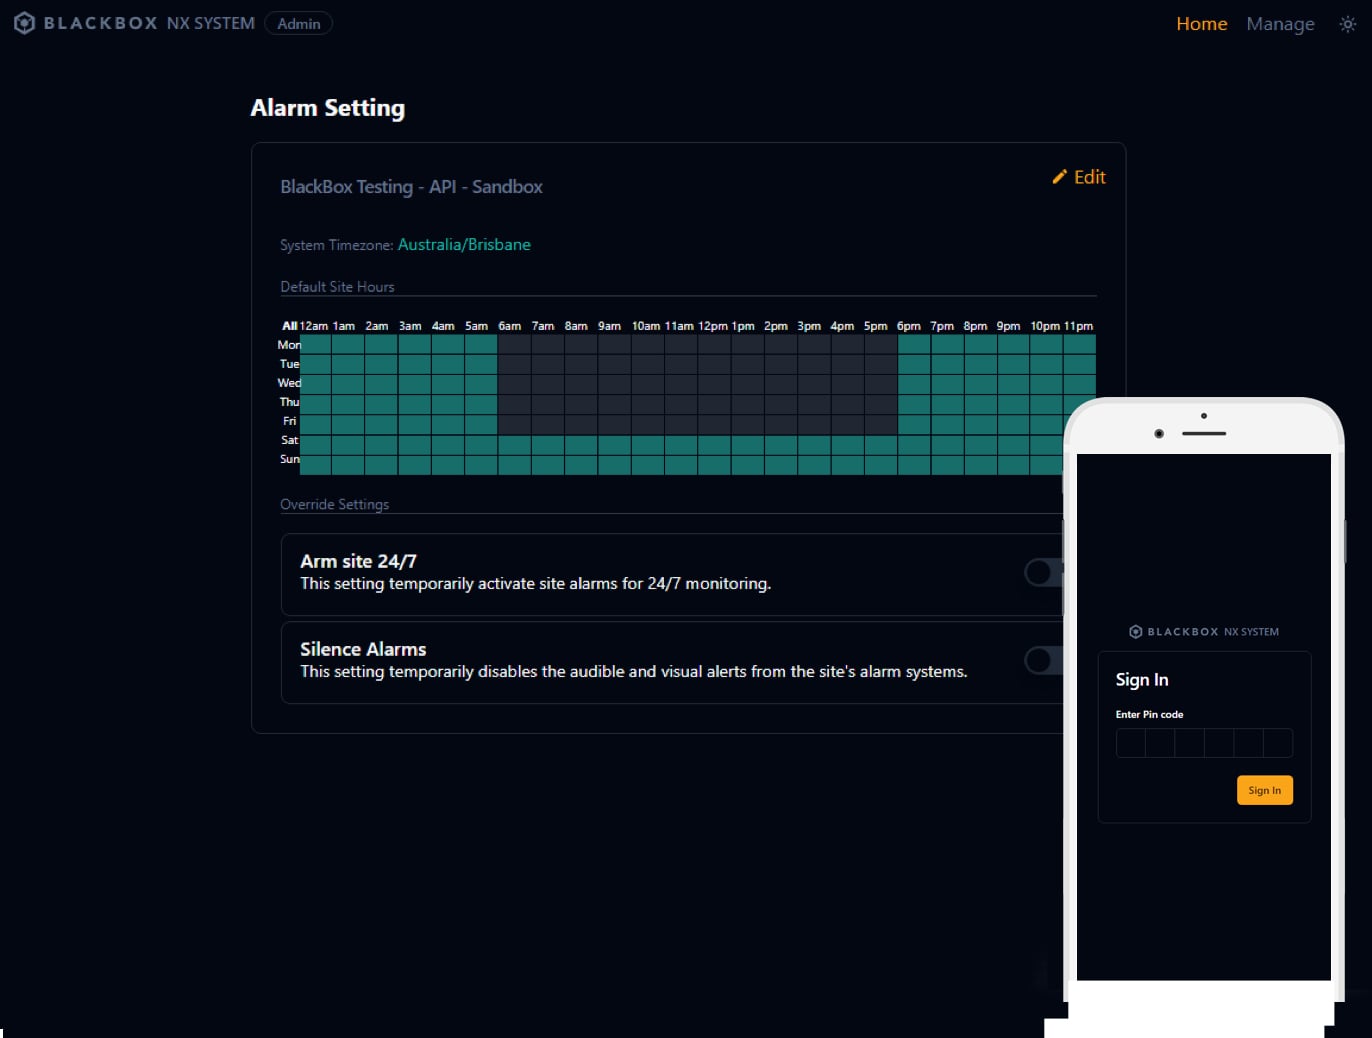 BLACKBOX NX SYSTEM Admin
Home Manage
Alarm Setting
BlackBox Testing - API - Sandbox
Edit
System Timezone: Australia/Brisbane
Default Site Hours
All 12am 1am 2am 3am 4am 5am 6am 7am 8am 9am 10am 11am 12pm 1pm 2pm 3pm 4pm 5pm 6pm 7pm 8pm 9pm 10pm 11pm
Mon
Tue
Wed
Thu
Fri
Sat
Sun
Override Settings
Arm site 24/7
This setting temporarily activate site alarms for 24/7 monitoring.
Silence Alarms
This setting temporarily disables the audible and visual alerts from the site's alarm systems.
BLACKBOX NX SYSTEM
Sign In
Enter Pin code
Sign In